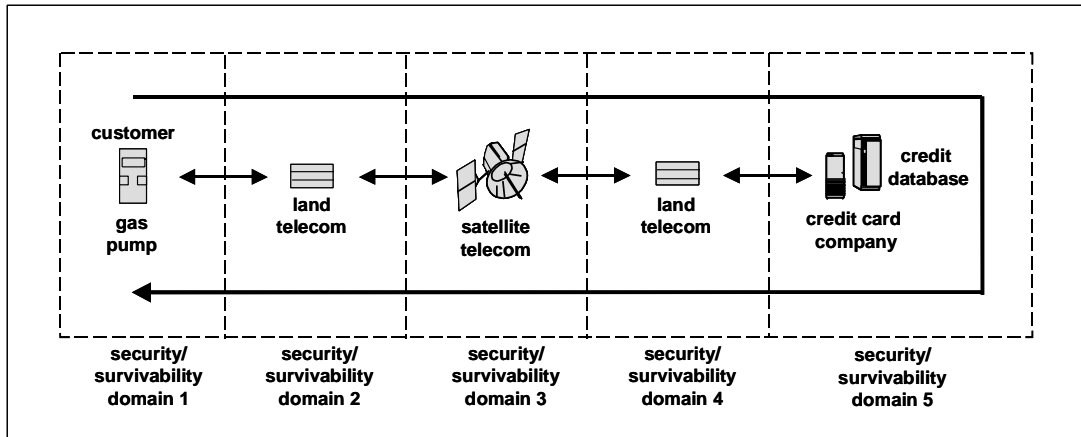 customer
gas
pump
land
telecom
satellite
telecom
land
telecom
credit
database
credit card
company
security/
survivability
domain 1
security/
survivability
domain 2
security/
survivability
domain 3
security/
survivability
domain 4
security/
survivability
domain 5